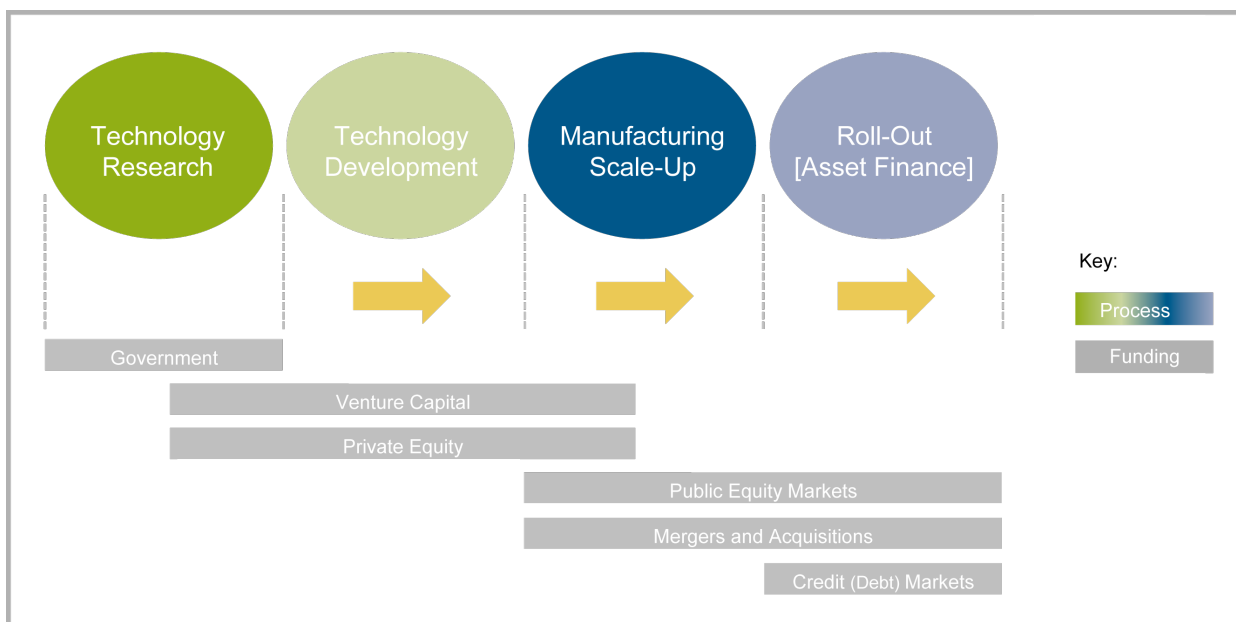 Technology
Research
Technology
Development
Manufacturing
Scale-Up
Roll-Out
[Asset Finance]
Key:
Process
Funding
Government
Venture Capital
Private Equity
Public Equity Markets
Mergers and Acquisitions
Credit (Debt) Markets